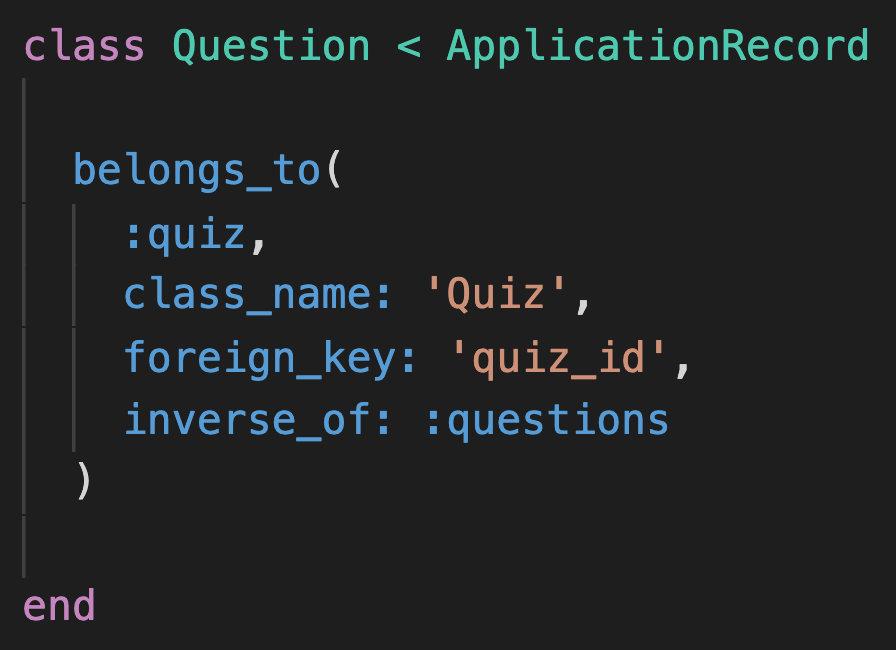 class Question < ApplicationRecord
belongs_to(
:quiz,
class_name: 'Quiz',
foreign_key: 'quiz_id',
inverse_of: :questions
)
end